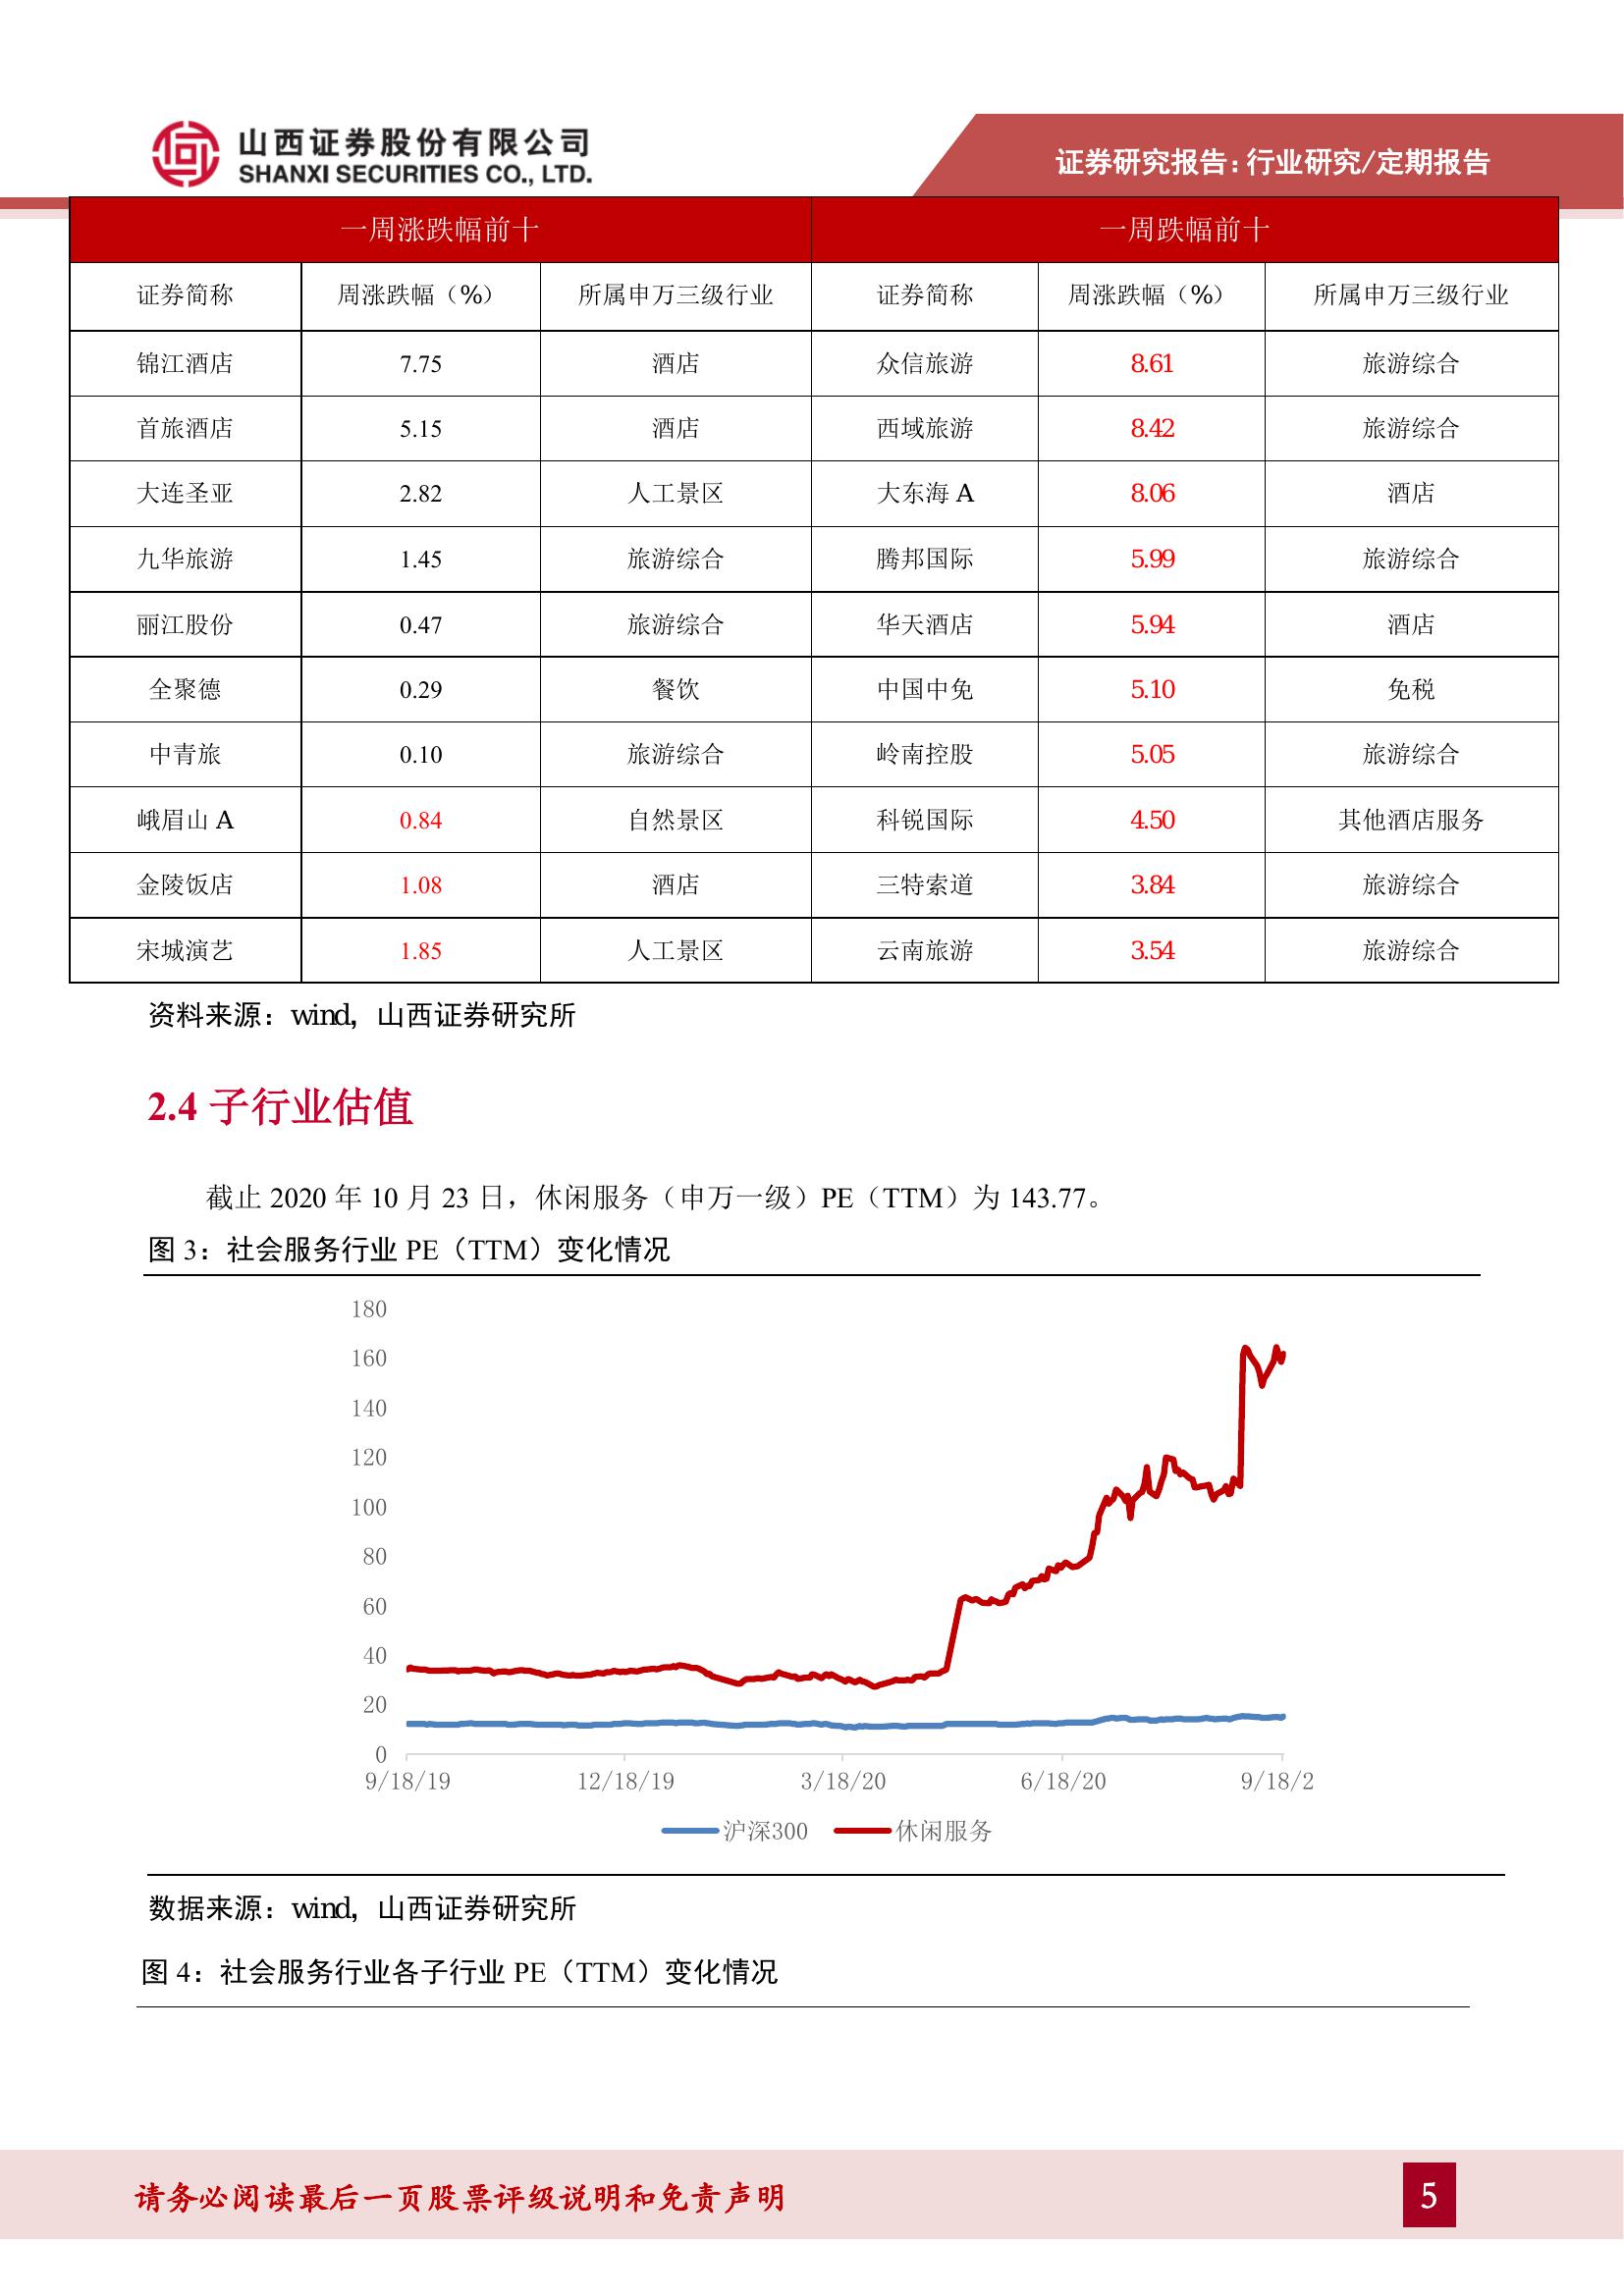 山西证券股份有限公司
SHANXI SECURITIES CO., LTD.
证券研究报告：行业研究/定期报告
一周涨跌幅前十 一周跌幅前十
证券简称 周涨跌幅（%） 所属申万三级行业 证券简称 周涨跌幅（%） 所属申万三级行业
锦江酒店 7.75 酒店 众信旅游 8.61 旅游综合
首旅酒店 5.15 酒店 西域旅游 8.42 旅游综合
大连圣亚 2.82 人工景区 大东海 A 8.06 酒店
九华旅游 1.45 旅游综合 腾邦国际 5.99 旅游综合
丽江股份 0.47 旅游综合 华天酒店 5.94 酒店
全聚德 0.29 餐饮 中国中免 5.10 免税
中青旅 0.10 旅游综合 岭南控股 5.05 旅游综合
峨眉山 A 0.84 自然景区 科锐国际 4.50 其他酒店服务
金陵饭店 1.08 酒店 三特索道 3.84 旅游综合
宋城演艺 1.85 人工景区 云南旅游 3.54 旅游综合
资料来源：wind，山西证券研究所
2.4 子行业估值
截止 2020 年 10 月 23 日，休闲服务（申万一级）PE（TTM）为 143.77。
图 3：社会服务行业 PE（TTM）变化情况
180
160
140
120
100
80
60
40
20
0
9/18/19 12/18/19 3/18/20 6/18/20 9/18/2
沪深300 休闲服务
数据来源：wind，山西证券研究所
图 4：社会服务行业各子行业 PE（TTM）变化情况
请务必阅读最后一页股票评级说明和免责声明
5